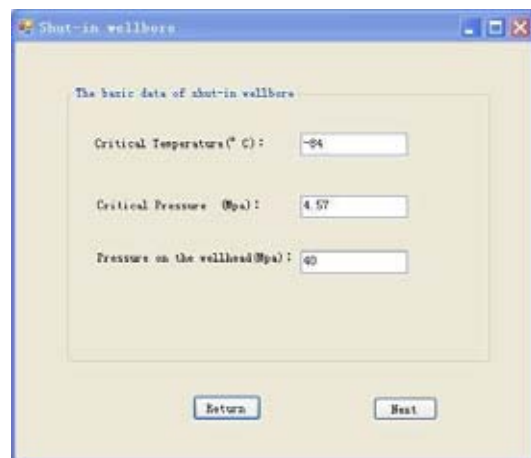 Shut-in wellbore
The basic data of shut-in wellbore
Critical Temperature(° C):
-84
Critical Pressure (Mpa):
4.57
Pressure on the wellhead(Mpa):
40
Return
Next